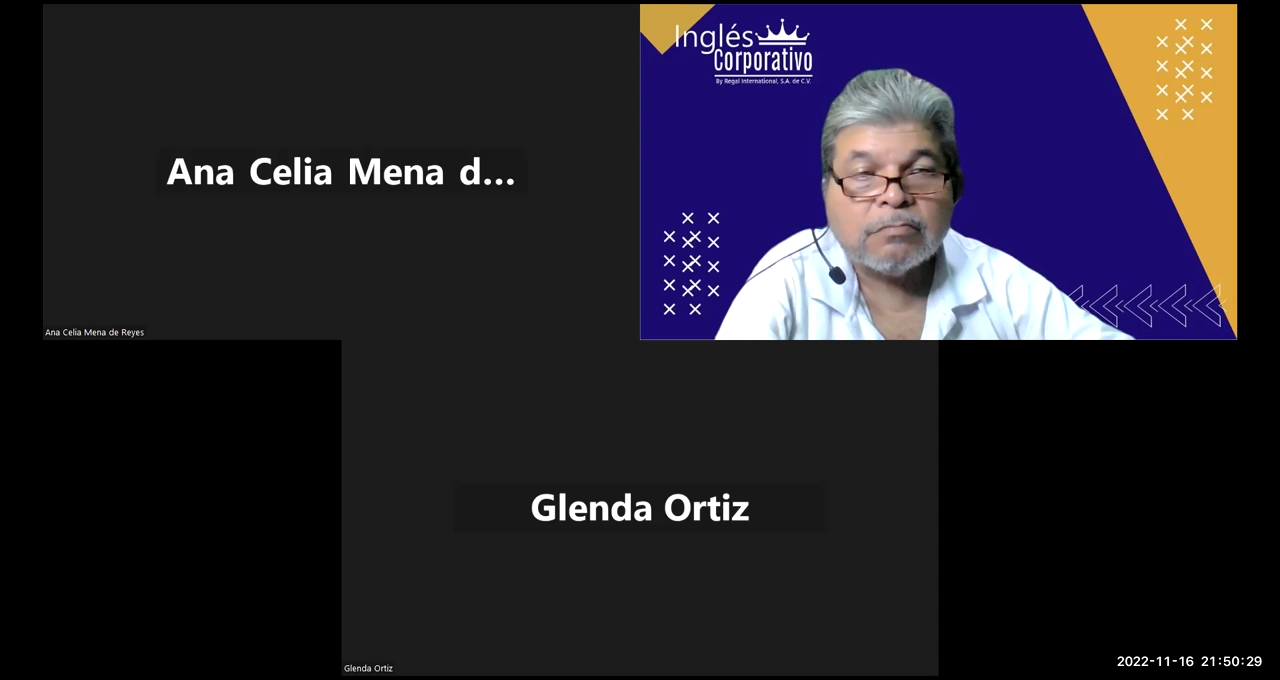 Ana Celia Mena d...
Ana Celia Mena de Reyes
Inglés
Corporativo
By Regal International, S.A. de C.V.
Glenda Ortiz
Glenda Ortiz
2022-11-16 21:50:29